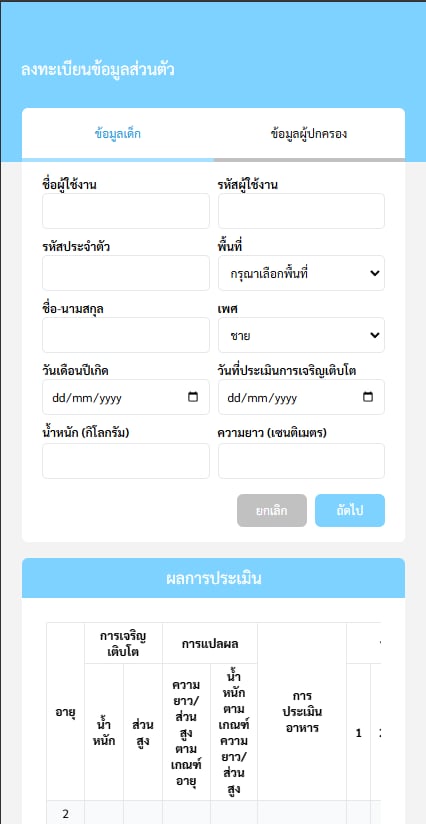 ลงทะเบียนข้อมูลส่วนตัว
ข้อมูลเด็ก ข้อมูลผู้ปกครอง
ชื่อผู้ใช้งาน รหัสผู้ใช้งาน
รหัสประจำตัว พื้นที่
กรุณาเลือกพื้นที่
ชื่อ-นามสกุล เพศ
ชาย
วันเดือนปีเกิด วันที่ประเมินการเจริญเติบโต
dd/mm/yyyy dd/mm/yyyy
น้ำหนัก (กิโลกรัม) ความยาว (เซนติเมตร)
ยกเลิก ถัดไป
ผลการประเมิน
การเจริญ
เติบโต
การแปลผล
อายุ
น้ำ
หนัก
ส่วน
สูง
ความ
ยาว/
ส่วน
สูง
ตาม
เกณฑ์
อายุ
น้ำ
หนัก
ตาม
เกณฑ์
ความ
ยาว/
ส่วน
สูง
การ
ประเมิน
อาหาร
1
2